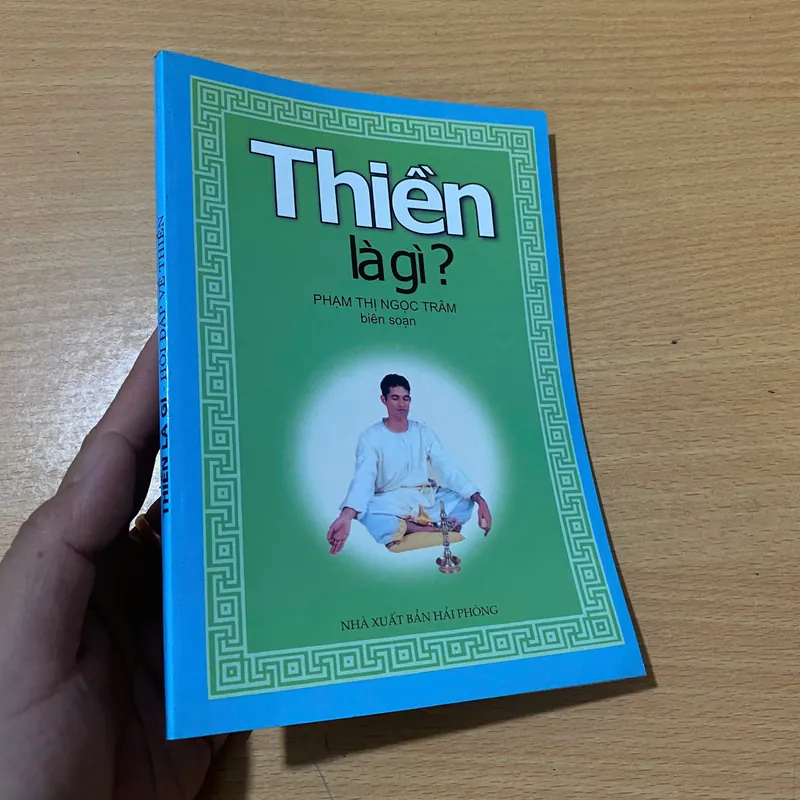 Thiền
là gì?
PHẠM THỊ NGỌC TRÂM
biên soạn
NHÀ XUẤT BẢN HẢI PHÒNG
THIỀN LÀ GÌ - HỎI ĐÁP VỀ THIỀN